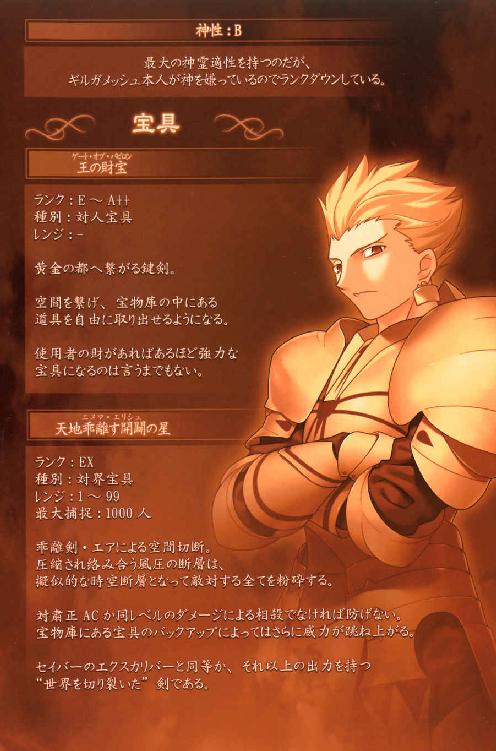 神性：B
最大の神霊適性を持つのだが、
ギルガメッシュ本人が神を嫌っているのでランクダウンしている。
宝具
ゲート・オブ・バビロン
王の財宝
ランク：E ～ A++
種別：対人宝具
レンジ：-
黄金の都へ繋がる鍵剣。
空間を繋げ、宝物庫の中にある
道具を自由に取り出せるようになる。
使用者の財があればあるほど強力な
宝具になるのは言うまでもない。
エヌマ・エリシュ
天地乖離す開闢の星
ランク：EX
種別：対界宝具
レンジ：1 ～ 99
最大捕捉：1000 人
乖離剣・エアによる空間切断。
圧縮され絡み合う風圧の断層は、
擬似的な時空断層となって敵対する全てを粉砕する。
対粛正 AC か同レベルのダメージによる相殺でなければ防げない。
宝物庫にある宝具のバックアップによってはさらに威力が跳ね上がる。
セイバーのエクスカリバーと同等か、それ以上の出力を持つ
“世界を切り裂いた” 剣である。